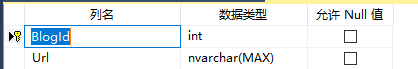 列名 数据类型 允许 Null 值
BlogId int
Url nvarchar(MAX)